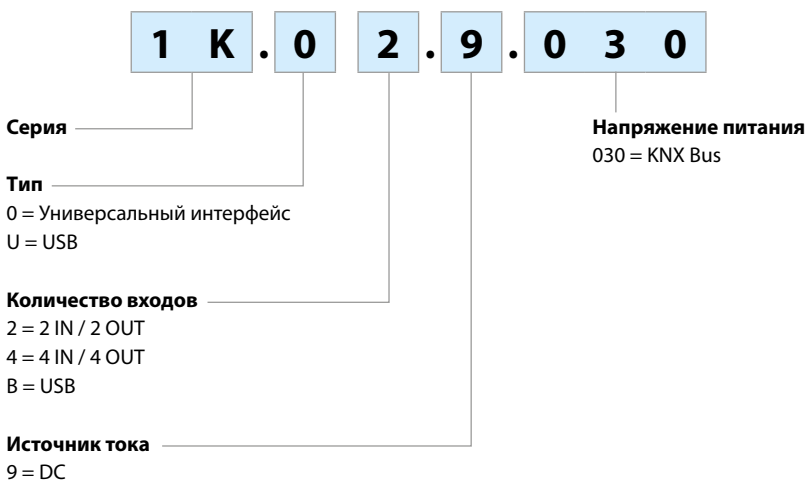 1 K . 0 2 . 9 . 0 3 0
Серия
Напряжение питания
030 = KNX Bus
Тип
0 = Универсальный интерфейс
U = USB
Количество входов
2 = 2 IN / 2 OUT
4 = 4 IN / 4 OUT
B = USB
Источник тока
9 = DC